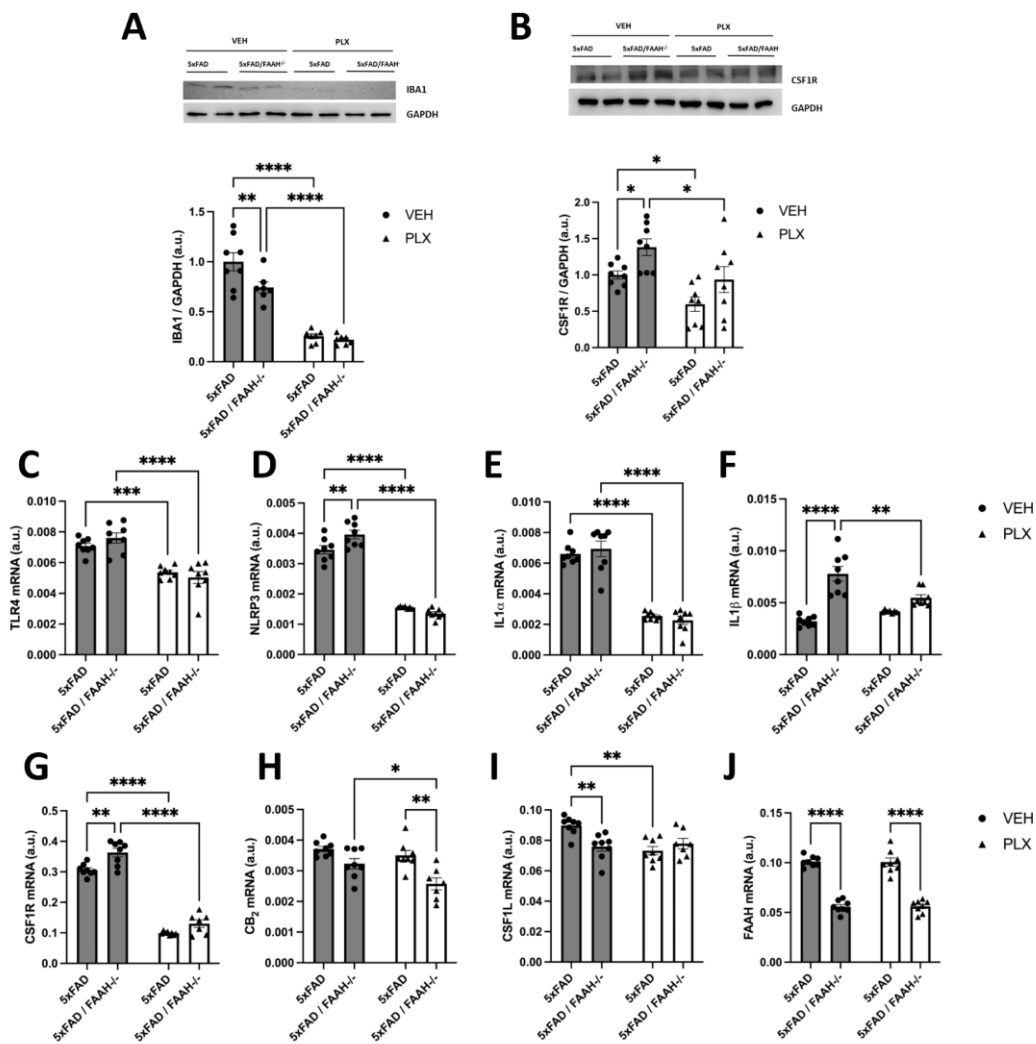 A
VEH PLX
5xFAD 5xFAD/FAAH-/- 5xFAD 5xFAD/FAAH-
IBA1
GAPDH
****
** ****
IBA1 / GAPDH (a.u.)
1.5
1.0
0.5
0.0
5xFAD
5xFAD / FAAH-/-
5xFAD
5xFAD / FAAH-/-
VEH
PLX
B
VEH PLX
5xFAD 5xFAD/FAAH-/- 5xFAD 5xFAD/FAAH-
CSF1R
GAPDH
*
* *
CSF1R / GAPDH (a.u.)
2.0
1.5
1.0
0.5
0.0
5xFAD
5xFAD / FAAH-/-
5xFAD
5xFAD / FAAH-/-
VEH
PLX
C
****
***
TLR4 mRNA (a.u.)
0.010
0.008
0.006
0.004
0.002
0.000
5xFAD
5xFAD / FAAH-/-
5xFAD
5xFAD / FAAH-/-
D
****
** ****
NLRP3 mRNA (a.u.)
0.005
0.004
0.003
0.002
0.001
0.000
5xFAD
5xFAD / FAAH-/-
5xFAD
5xFAD / FAAH-/-
E
****
****
IL1α mRNA (a.u.)
0.010
0.008
0.006
0.004
0.002
0.000
5xFAD
5xFAD / FAAH-/-
5xFAD
5xFAD / FAAH-/-
F
**** **
IL1β mRNA (a.u.)
0.015
0.010
0.005
0.000
5xFAD
5xFAD / FAAH-/-
5xFAD
5xFAD / FAAH-/-
VEH
PLX
G
****
** ****
CSF1R mRNA (a.u.)
0.5
0.4
0.3
0.2
0.1
0.0
5xFAD
5xFAD / FAAH-/-
5xFAD
5xFAD / FAAH-/-
H
*
**
CB2 mRNA (a.u.)
0.005
0.004
0.003
0.002
0.001
0.000
5xFAD
5xFAD / FAAH-/-
5xFAD
5xFAD / FAAH-/-
I
**
**
CSF1L mRNA (a.u.)
0.10
0.08
0.06
0.04
0.02
0.00
5xFAD
5xFAD / FAAH-/-
5xFAD
5xFAD / FAAH-/-
J
**** ****
FAAH mRNA (a.u.)
0.15
0.10
0.05
0.00
5xFAD
5xFAD / FAAH-/-
5xFAD
5xFAD / FAAH-/-
VEH
PLX